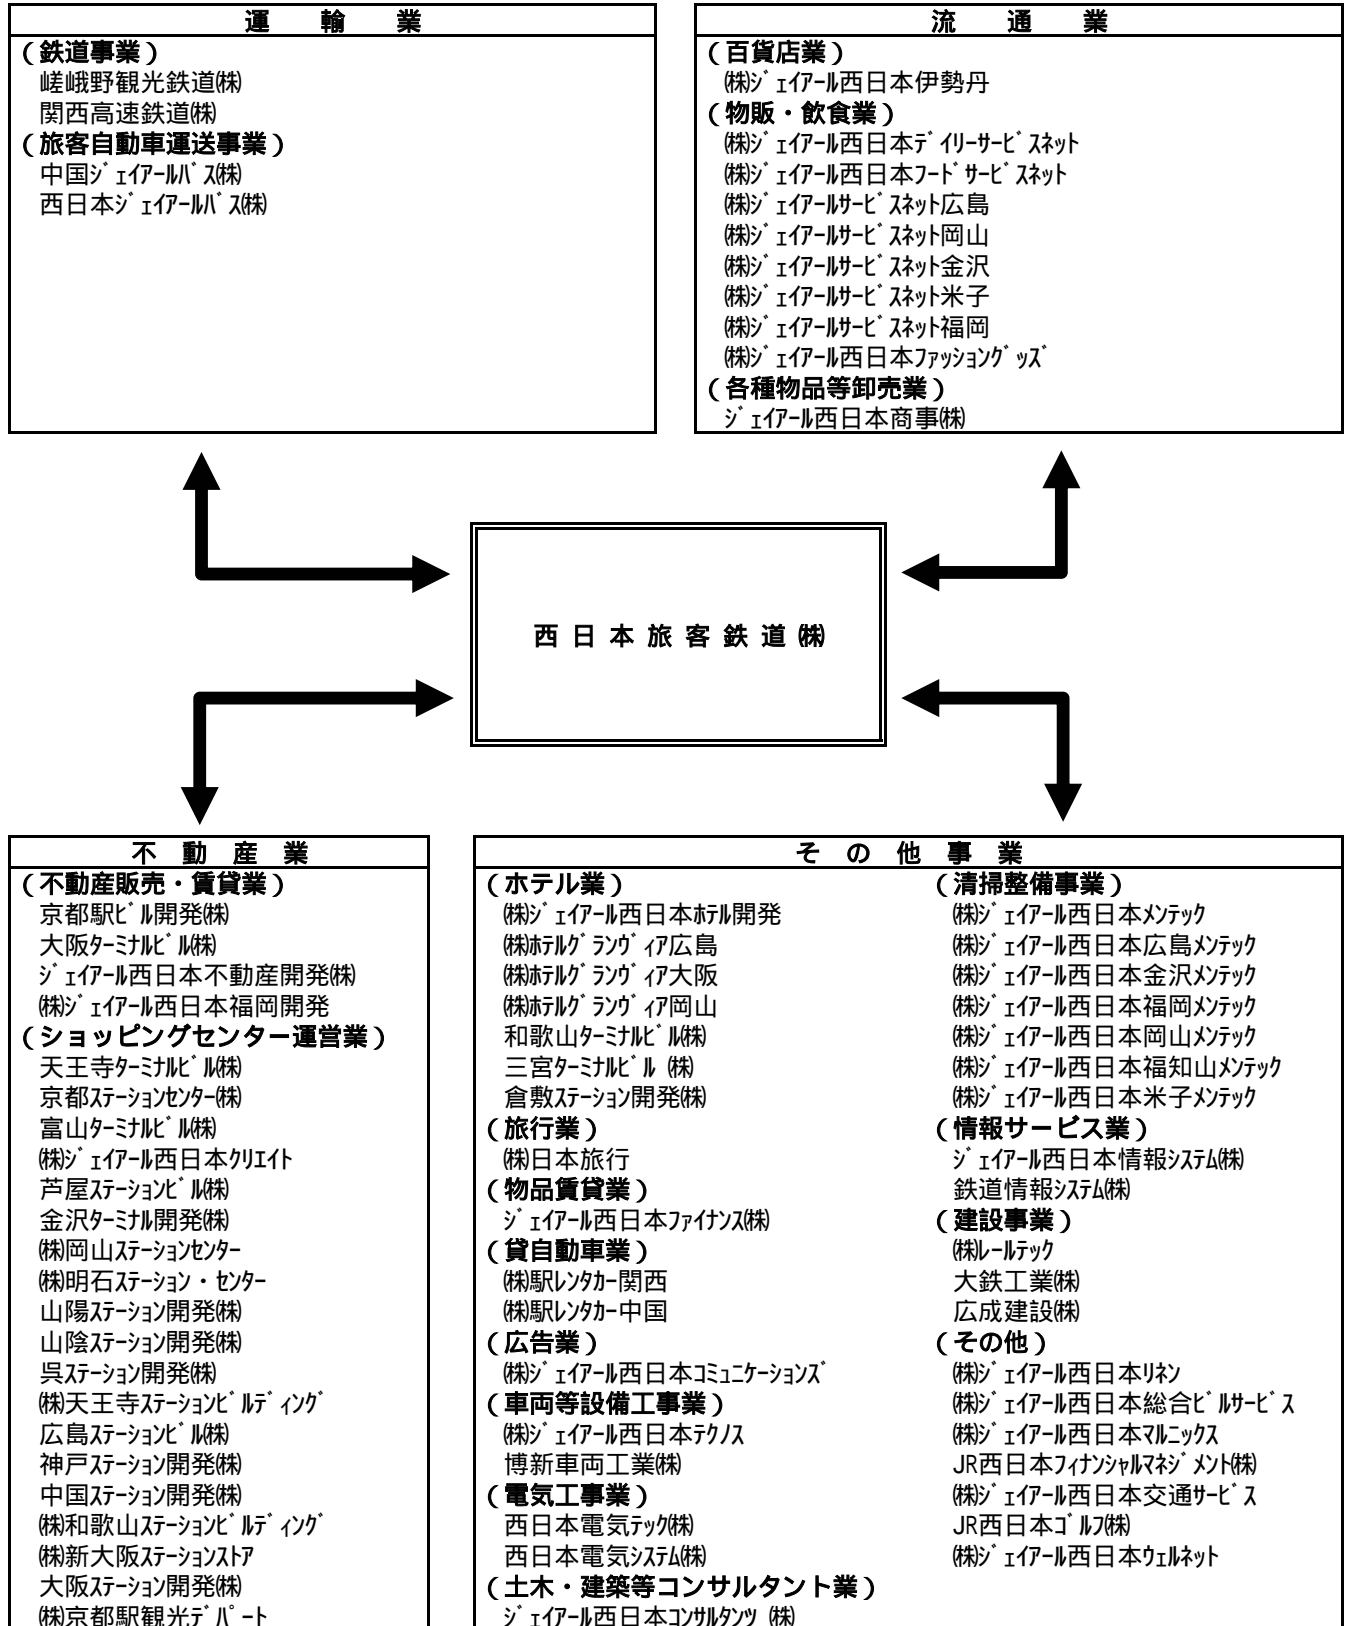 運輸業
（鉄道事業）
嵯峨野観光鉄道㈱
関西高速鉄道㈱
（旅客自動車運送事業）
中国ｼﾞｪｲｱｰﾙﾊﾞｽ㈱
西日本ｼﾞｪｲｱｰﾙﾊﾞｽ㈱
流通業
（百貨店業）
㈱ｼﾞｪｲｱｰﾙ西日本伊勢丹
（物販・飲食業）
㈱ｼﾞｪｲｱｰﾙ西日本ﾃﾞｲﾘｰｻｰﾋﾞｽﾈｯﾄ
㈱ｼﾞｪｲｱｰﾙ西日本ﾌｰﾄﾞｻｰﾋﾞｽﾈｯﾄ
㈱ｼﾞｪｲｱｰﾙｻｰﾋﾞｽﾈｯﾄ広島
㈱ｼﾞｪｲｱｰﾙｻｰﾋﾞｽﾈｯﾄ岡山
㈱ｼﾞｪｲｱｰﾙｻｰﾋﾞｽﾈｯﾄ金沢
㈱ｼﾞｪｲｱｰﾙｻｰﾋﾞｽﾈｯﾄ米子
㈱ｼﾞｪｲｱｰﾙｻｰﾋﾞｽﾈｯﾄ福岡
㈱ｼﾞｪｲｱｰﾙ西日本ﾌｧｯｼｮﾝｸﾞｯｽﾞ
（各種物品等卸売業）
ｼﾞｪｲｱｰﾙ西日本商事㈱
西日本旅客鉄道㈱
不動産業
（不動産販売・賃貸業）
京都駅ﾋﾞﾙ開発㈱
大阪ﾀｰﾐﾅﾙﾋﾞﾙ㈱
ｼﾞｪｲｱｰﾙ西日本不動産開発㈱
㈱ｼﾞｪｲｱｰﾙ西日本福岡開発
（ショッピングセンター運営業）
天王寺ﾀｰﾐﾅﾙﾋﾞﾙ㈱
京都ｽﾃｰｼｮﾝｾﾝﾀｰ㈱
富山ﾀｰﾐﾅﾙﾋﾞﾙ㈱
㈱ｼﾞｪｲｱｰﾙ西日本ｸﾘｴｲﾄ
芦屋ｽﾃｰｼｮﾝﾋﾞﾙ㈱
金沢ﾀｰﾐﾅﾙ開発㈱
㈱岡山ｽﾃｰｼｮﾝｾﾝﾀｰ
㈱明石ｽﾃｰｼｮﾝ・ｾﾝﾀｰ
山陽ｽﾃｰｼｮﾝ開発㈱
山陰ｽﾃｰｼｮﾝ開発㈱
呉ｽﾃｰｼｮﾝ開発㈱
㈱天王寺ｽﾃｰｼｮﾝﾋﾞﾙﾃﾞｨﾝｸﾞ
広島ｽﾃｰｼｮﾝﾋﾞﾙ㈱
神戸ｽﾃｰｼｮﾝ開発㈱
中国ｽﾃｰｼｮﾝ開発㈱
㈱和歌山ｽﾃｰｼｮﾝﾋﾞﾙﾃﾞｨﾝｸﾞ
㈱新大阪ｽﾃｰｼｮﾝｽﾄｱ
大阪ｽﾃｰｼｮﾝ開発㈱
㈱京都駅観光ﾃﾞﾊﾟｰﾄ
その他事業
（ホテル業）
㈱ｼﾞｪｲｱｰﾙ西日本ﾎﾃﾙ開発
㈱ﾎﾃﾙｸﾞﾗﾝｳﾞｨｱ広島
㈱ﾎﾃﾙｸﾞﾗﾝｳﾞｨｱ大阪
㈱ﾎﾃﾙｸﾞﾗﾝｳﾞｨｱ岡山
和歌山ﾀｰﾐﾅﾙﾋﾞﾙ㈱
三宮ﾀｰﾐﾅﾙﾋﾞﾙ ㈱
倉敷ｽﾃｰｼｮﾝ開発㈱
（旅行業）
㈱日本旅行
（物品賃貸業）
ｼﾞｪｲｱｰﾙ西日本ﾌｧｲﾅﾝｽ㈱
（貸自動車業）
㈱駅ﾚﾝﾀｶｰ関西
㈱駅ﾚﾝﾀｶｰ中国
（広告業）
㈱ｼﾞｪｲｱｰﾙ西日本ｺﾐｭﾆｹｰｼｮﾝｽﾞ
（車両等設備工事業）
㈱ｼﾞｪｲｱｰﾙ西日本ﾃｸﾉｽ
博新車両工業㈱
（電気工事業）
西日本電気ﾃｯｸ㈱
西日本電気ｼｽﾃﾑ㈱
（土木・建築等コンサルタント業）
ｼﾞｪｲｱｰﾙ西日本ｺﾝｻﾙﾀﾝﾂ ㈱
（清掃整備事業）
㈱ｼﾞｪｲｱｰﾙ西日本ﾒﾝﾃｯｸ
㈱ｼﾞｪｲｱｰﾙ西日本広島ﾒﾝﾃｯｸ
㈱ｼﾞｪｲｱｰﾙ西日本金沢ﾒﾝﾃｯｸ
㈱ｼﾞｪｲｱｰﾙ西日本福岡ﾒﾝﾃｯｸ
㈱ｼﾞｪｲｱｰﾙ西日本岡山ﾒﾝﾃｯｸ
㈱ｼﾞｪｲｱｰﾙ西日本福知山ﾒﾝﾃｯｸ
㈱ｼﾞｪｲｱｰﾙ西日本米子ﾒﾝﾃｯｸ
（情報サービス業）
ｼﾞｪｲｱｰﾙ西日本情報ｼｽﾃﾑ㈱
鉄道情報ｼｽﾃﾑ㈱
（建設事業）
㈱ﾚｰﾙﾃｯｸ
大鉄工業㈱
広成建設㈱
（その他）
㈱ｼﾞｪｲｱｰﾙ西日本ﾘﾈﾝ
㈱ｼﾞｪｲｱｰﾙ西日本総合ﾋﾞﾙｻｰﾋﾞｽ
㈱ｼﾞｪｲｱｰﾙ西日本ﾏﾙﾆｯｸｽ
JR西日本ﾌｨﾅﾝｼｬﾙﾏﾈｼﾞﾒﾝﾄ㈱
㈱ｼﾞｪｲｱｰﾙ西日本交通ｻｰﾋﾞｽ
JR西日本ｺﾞﾙﾌ㈱
㈱ｼﾞｪｲｱｰﾙ西日本ｳｪﾙﾈｯﾄ